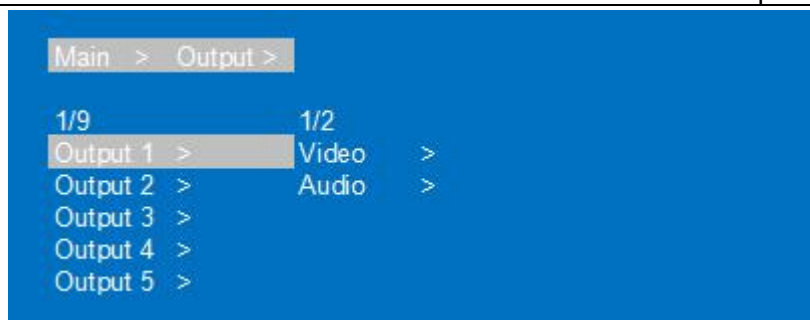 Main > Output >
1/9 1/2
Output 1 > Video >
Output 2 > Audio >
Output 3 >
Output 4 >
Output 5 >